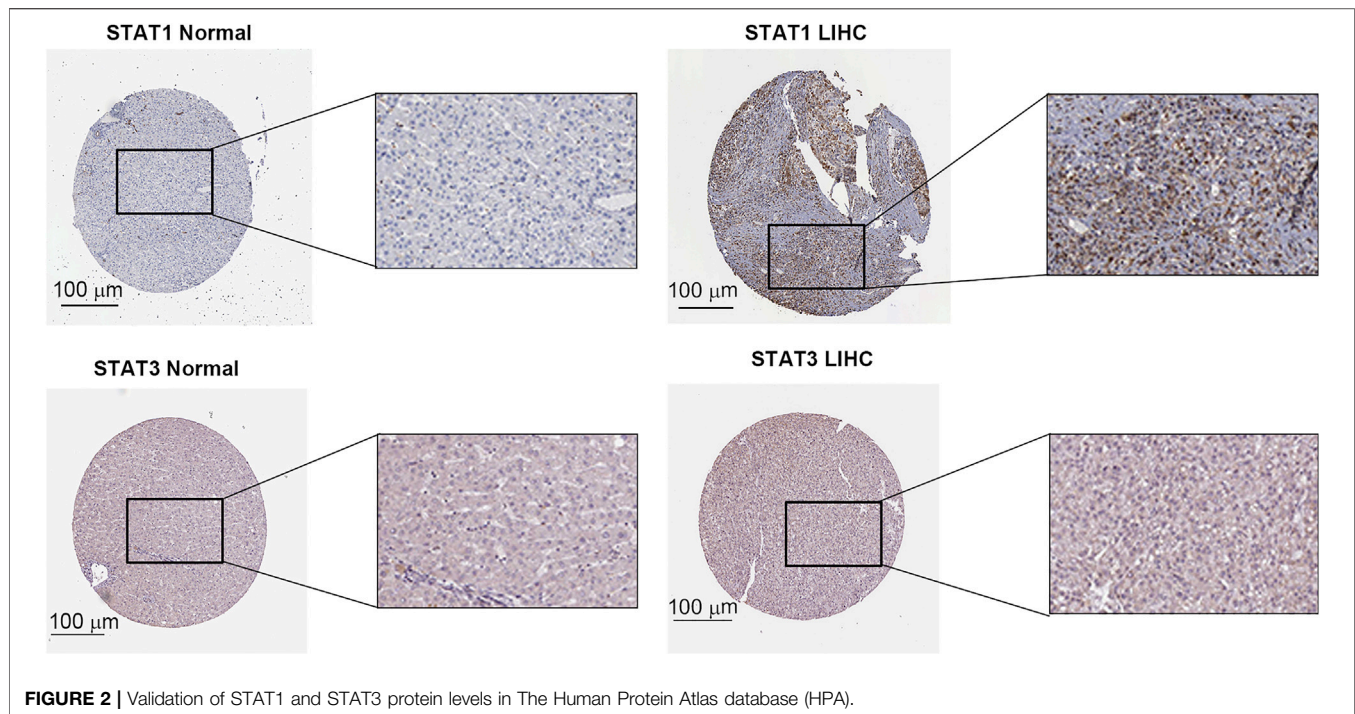 STAT1 Normal
STAT1 LIHC
100 μm
100 μm
STAT3 Normal
STAT3 LIHC
100 μm
100 μm
FIGURE 2 | Validation of STAT1 and STAT3 protein levels in The Human Protein Atlas database (HPA).